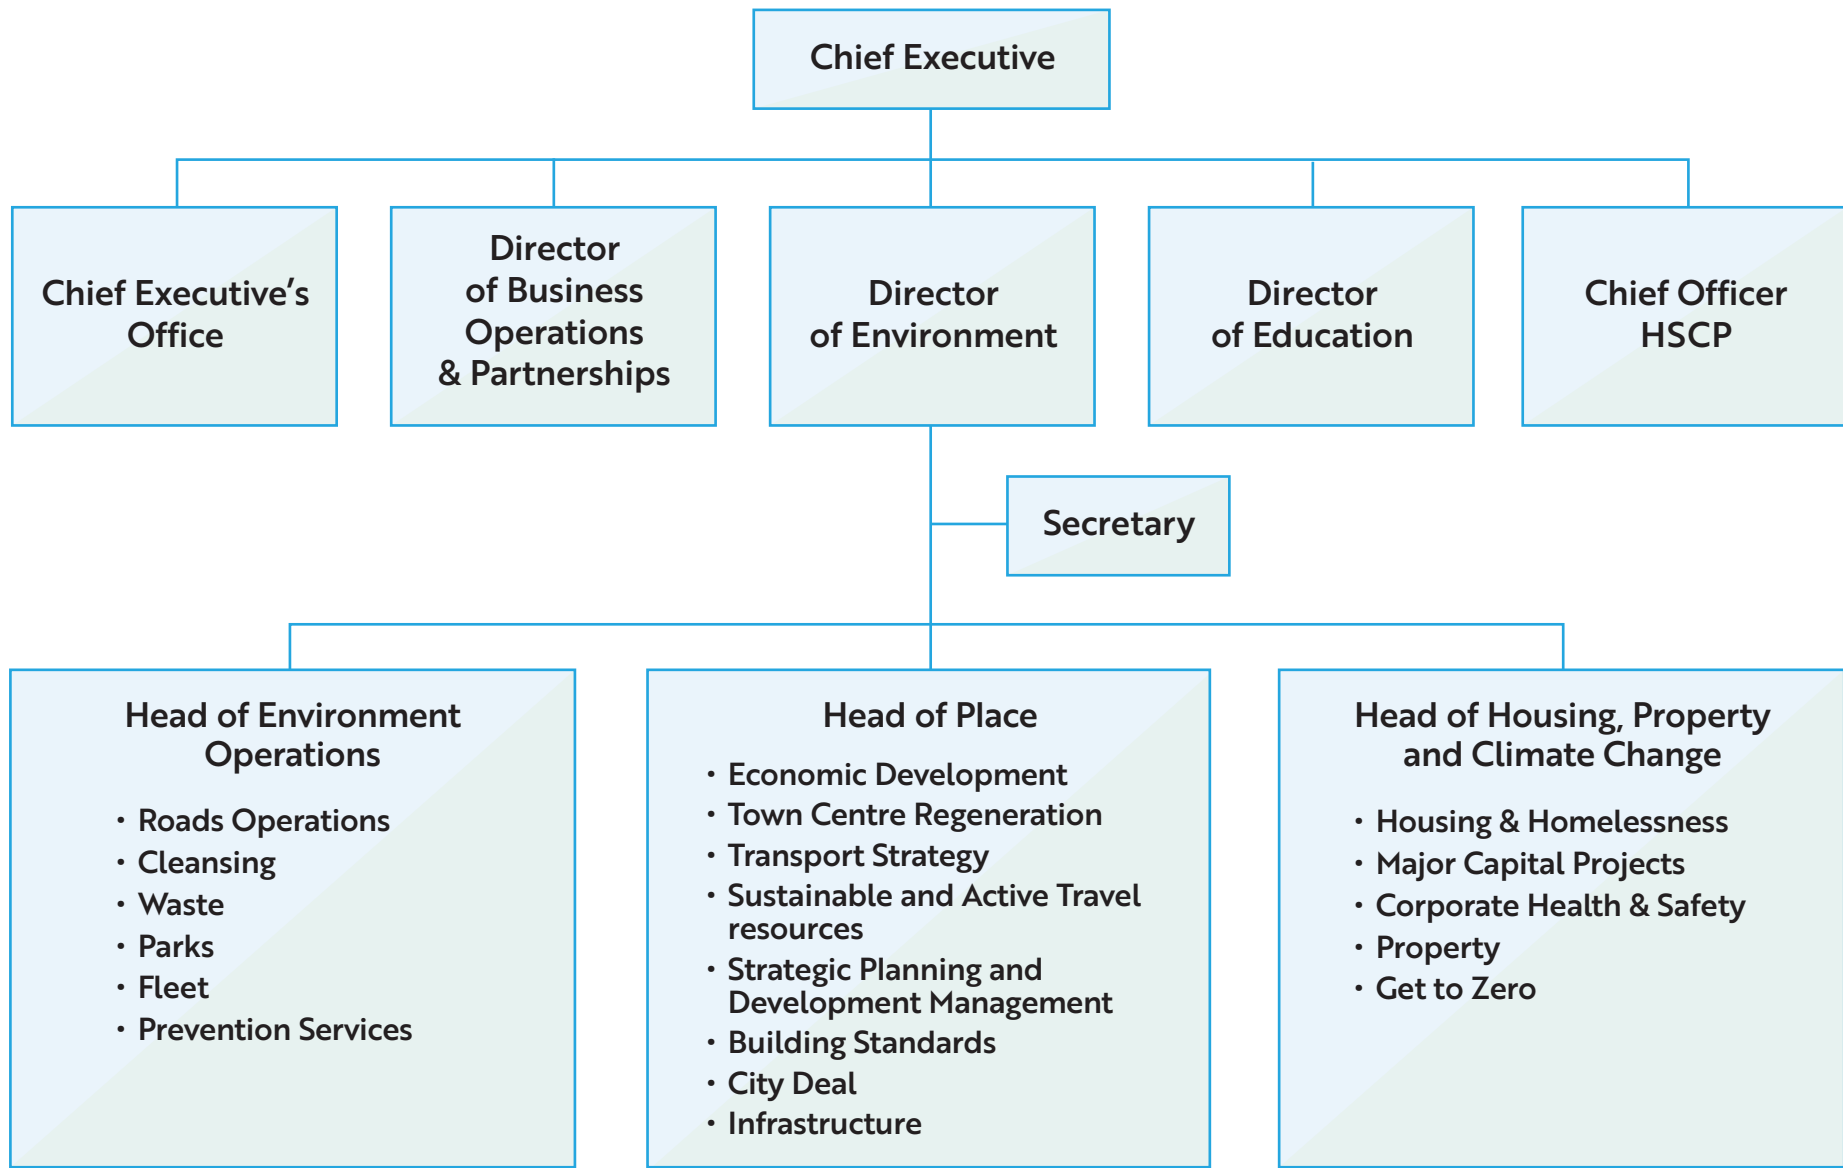 Chief Executive
Chief Executive’s
Office
Director
of Business
Operations
& Partnerships
Director
of Environment
Director
of Education
Chief Officer
HSCP
Secretary
Head of Environment
Operations
• Roads Operations
• Cleansing
• Waste
• Parks
• Fleet
• Prevention Services
Head of Place
• Economic Development
• Town Centre Regeneration
• Transport Strategy
• Sustainable and Active Travel
resources
• Strategic Planning and
Development Management
• Building Standards
• City Deal
• Infrastructure
Head of Housing, Property
and Climate Change
• Housing & Homelessness
• Major Capital Projects
• Corporate Health & Safety
• Property
• Get to Zero